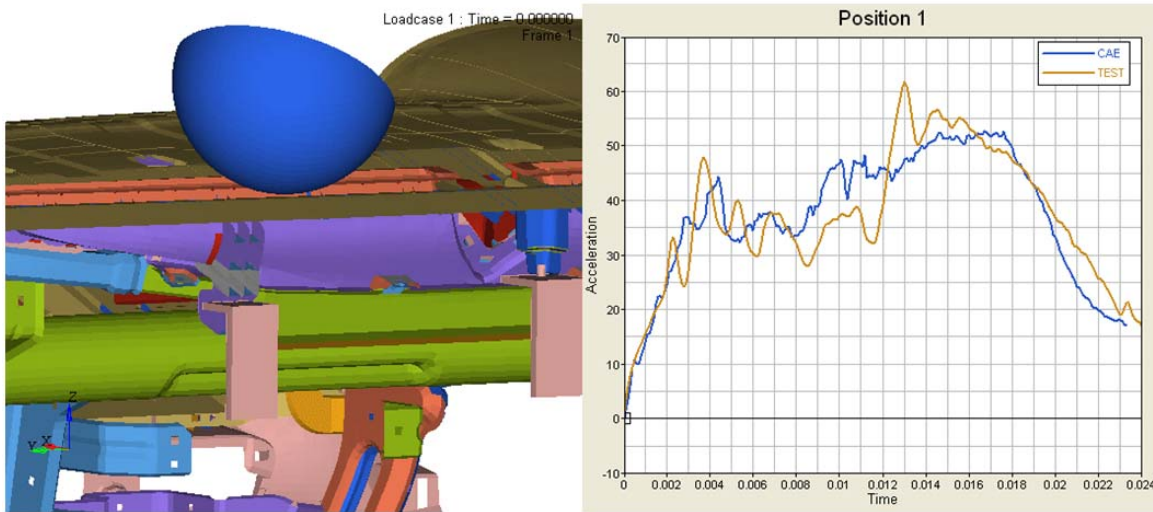 Loadcase 1 : Time = 0.000000
Frame 1
Z
Y X
Position 1
CAE
TEST
Acceleration
70
60
50
40
30
20
10
0
-10
0 0.002 0.004 0.006 0.008 0.01 0.012 0.014 0.016 0.018 0.02 0.022 0.024
Time